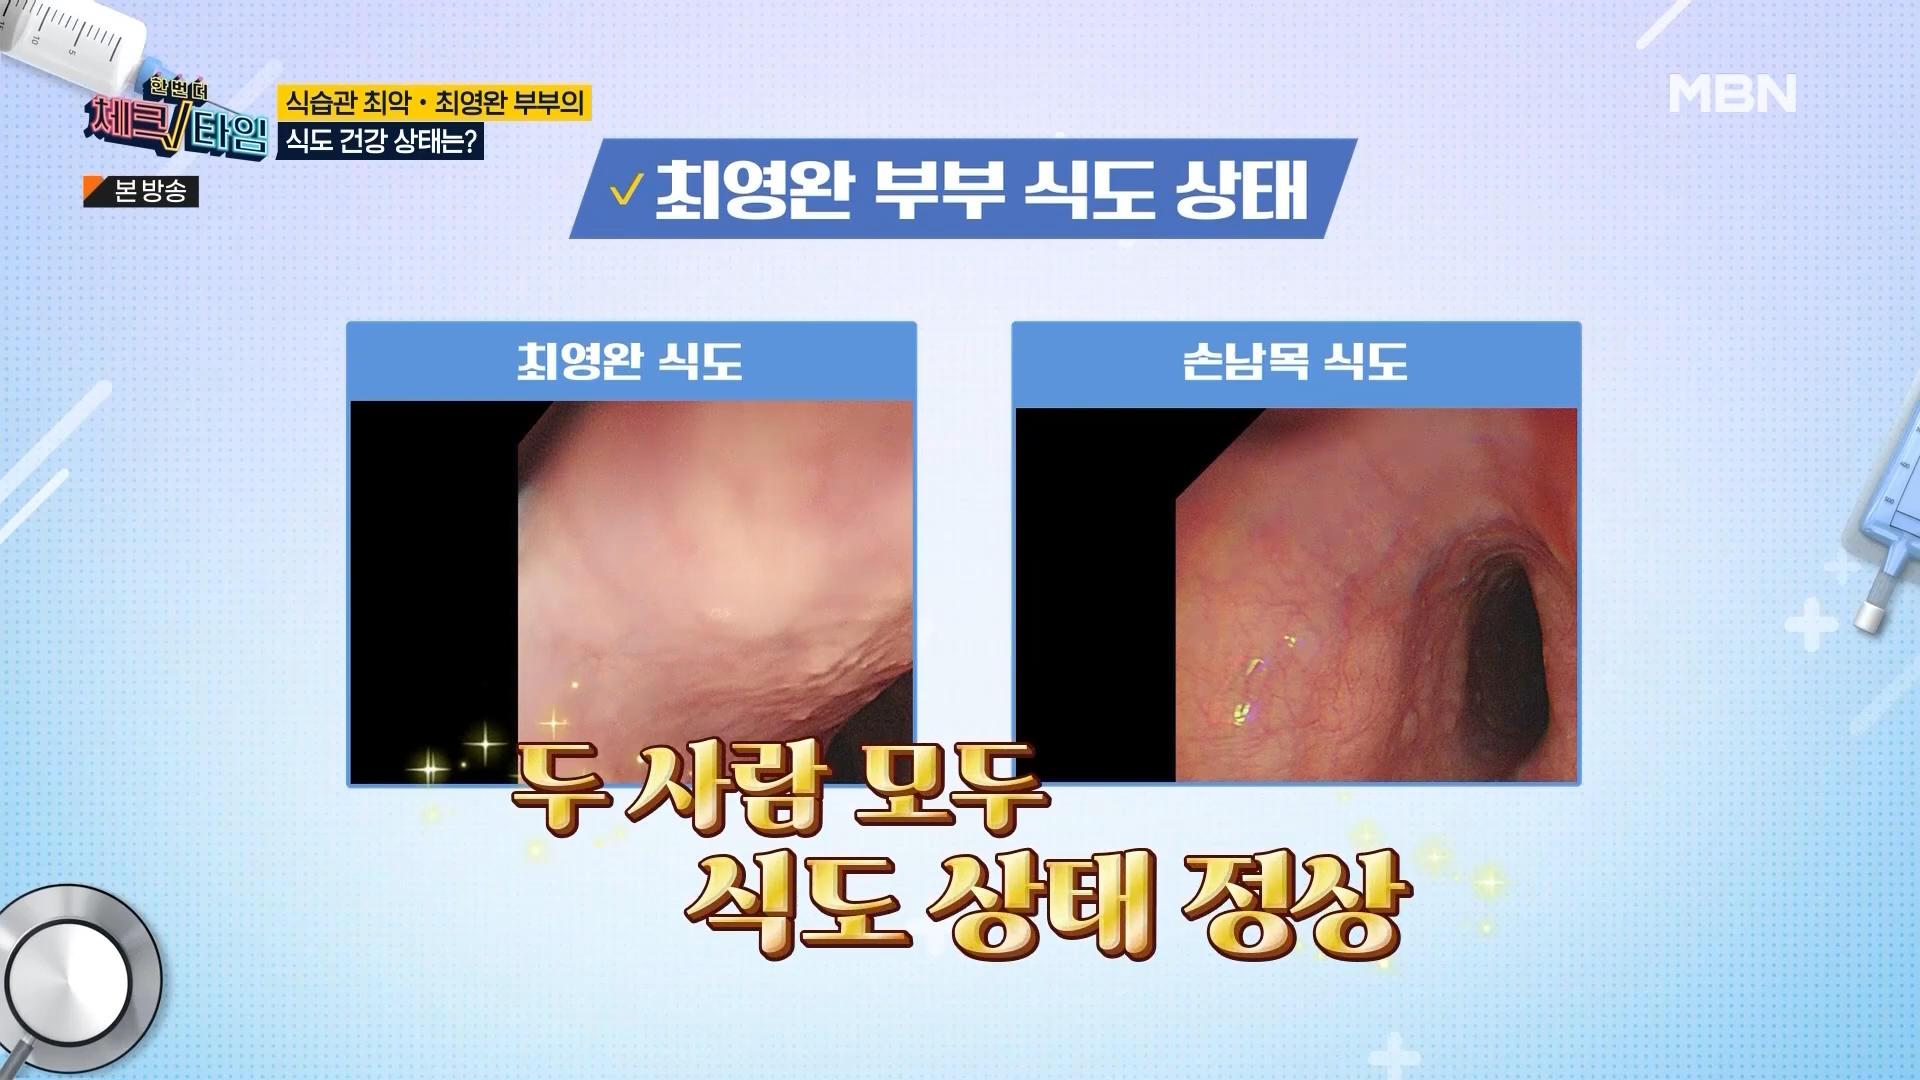 한 번 더
체크타임
식습관 최악·최영완 부부의
식도 건강 상태는?
본 방송
MBN
최영완 부부 식도 상태
최영완 식도
손남목 식도
두 사람 모두
식도 상태 정상